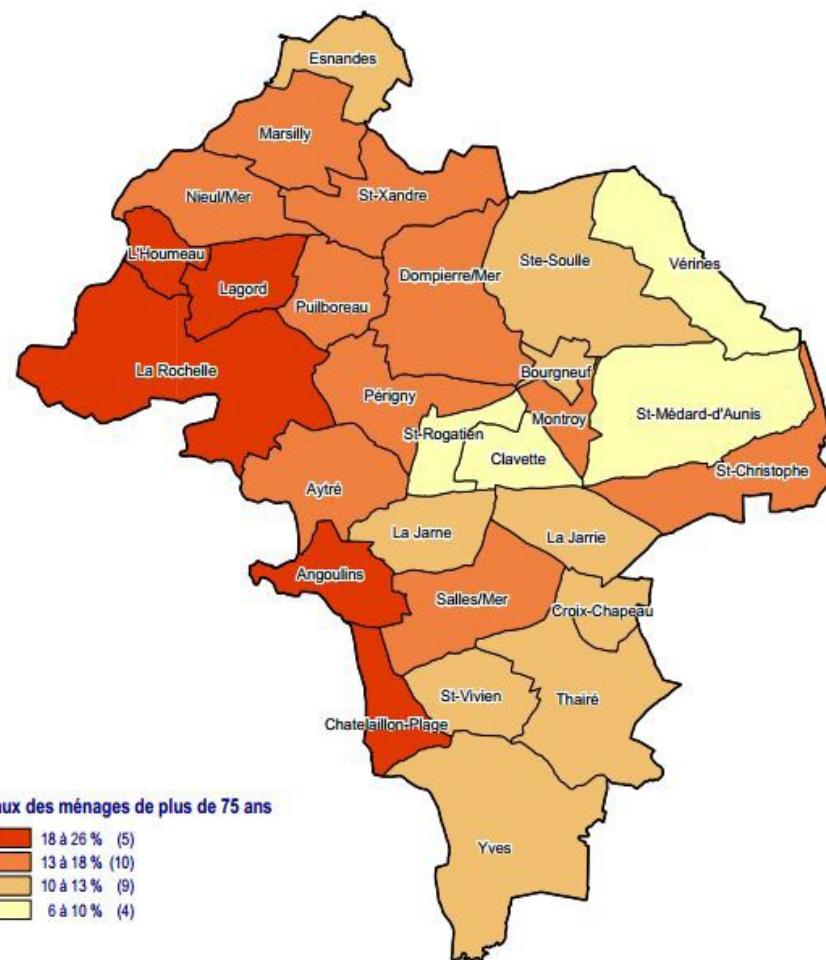 Esnandes
Marsilly
Nieul/Mer
St-Xandre
L'Houmeau
Lagord
Puilboreau
Dompierre/Mer
Ste-Soulle
Vérines
La Rochelle
Périgny
Bourgneuf
Montroy
St-Médard-d'Aunis
St-Rogatien
Clavette
St-Christophe
Aytré
La Jarne
La Jarrie
Angoulins
Salles/Mer
Croix-Chapeau
St-Vivien
Thairé
Chatelaillon-Plage
Yves
aux des ménages de plus de 75 ans
18 à 26 % (5)
13 à 18 % (10)
10 à 13 % (9)
6 à 10 % (4)